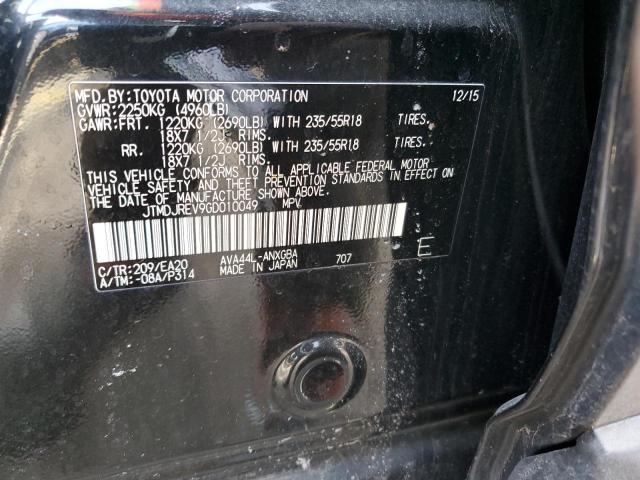 MFD.BY:TOYOTA MOTOR CORPORATION 12/15
GVWR:2250KG (4960LB)
GAWR:FRT. 1220KG (2690LB) WITH 235/55R18 TIRES.
18X7 1/2J RIMS.
RR. 1220KG (2690LB) WITH 235/55R18 TIRES.
18X7 1/2J RIMS.
THIS VEHICLE CONFORMS TO ALL APPLICABLE FEDERAL MOTOR
VEHICLE SAFETY AND THEFT PREVENTION STANDARDS IN EFFECT ON
THE DATE OF MANUFACTURE SHOWN ABOVE.
JTMDJREV9GD010049 MPV
C/TR:209/EA20 AVA44L-ANXGBA 707 E
A/TM:-08A/P314 MADE IN JAPAN